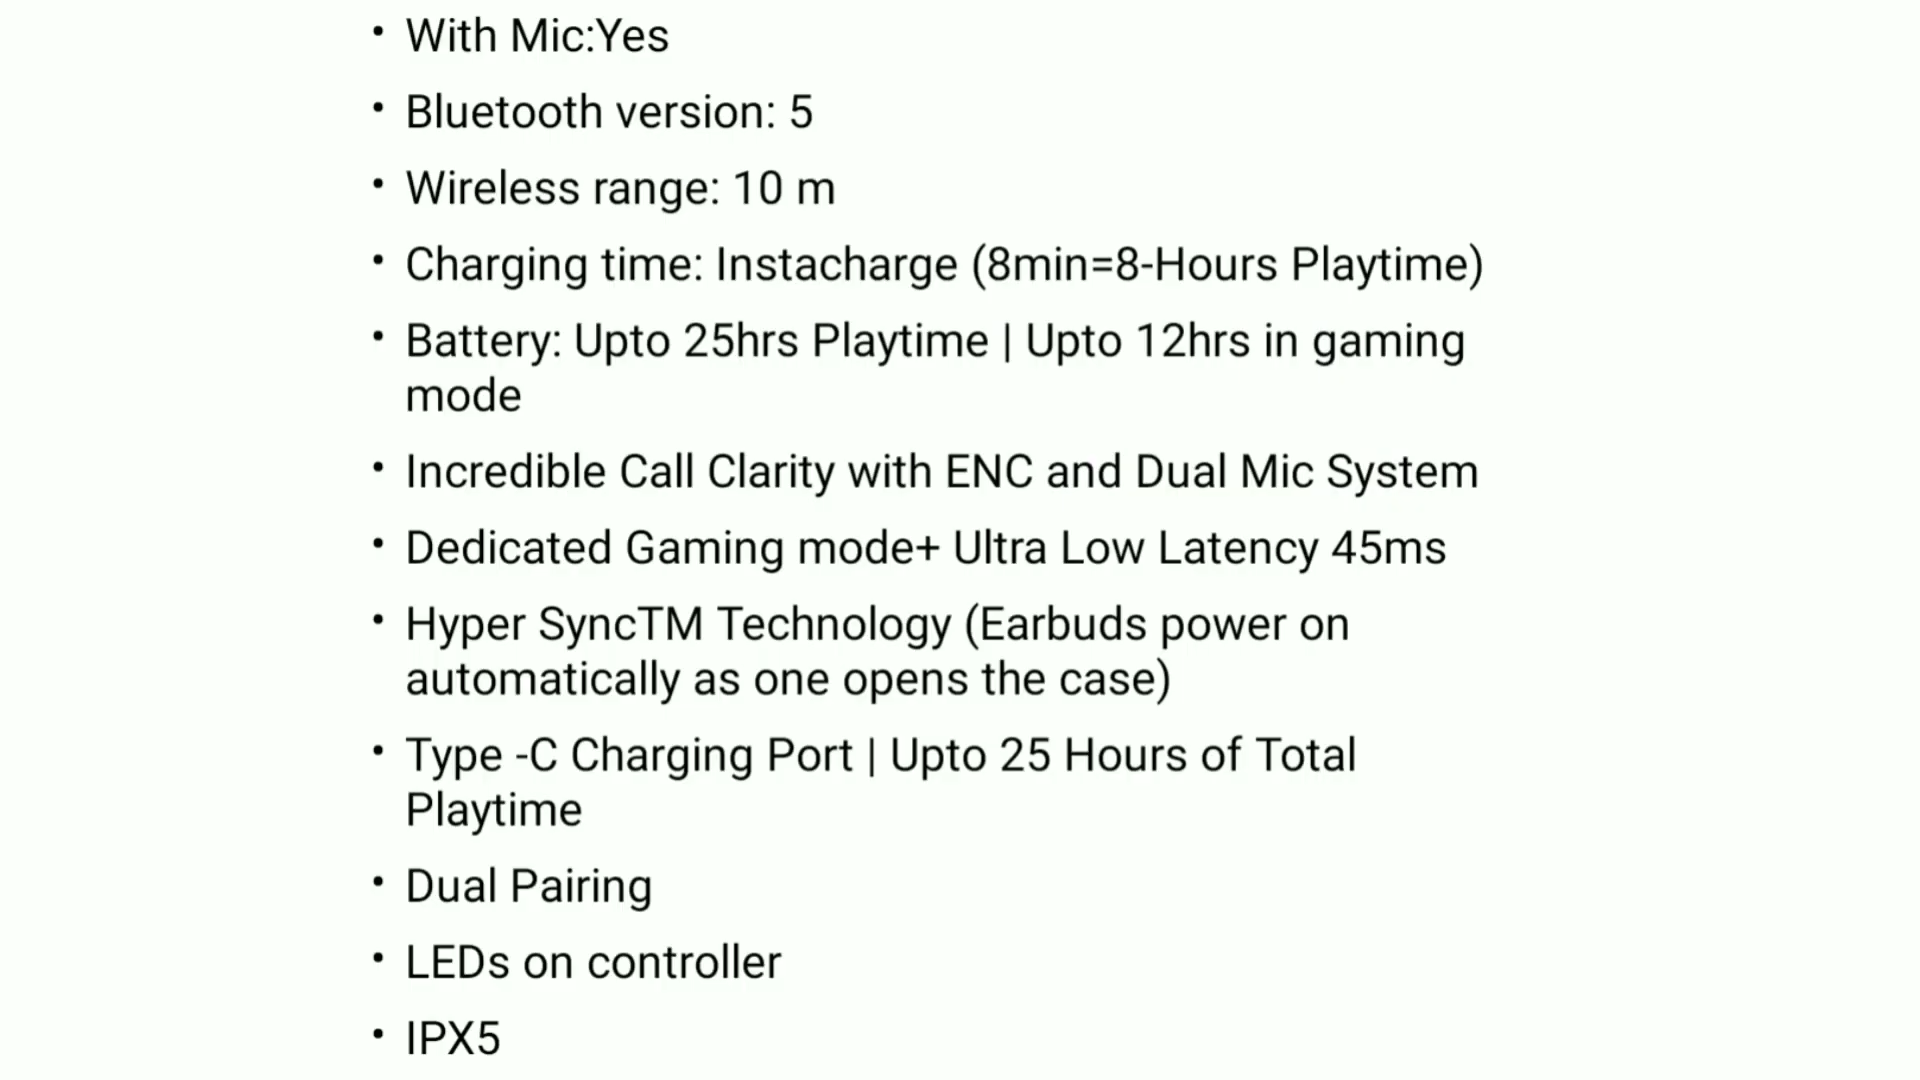 • With Mic:Yes
• Bluetooth version: 5
• Wireless range: 10 m
• Charging time: Instacharge (8min=8-Hours Playtime)
• Battery: Upto 25hrs Playtime | Upto 12hrs in gaming
mode
• Incredible Call Clarity with ENC and Dual Mic System
• Dedicated Gaming mode+ Ultra Low Latency 45ms
• Hyper SyncTM Technology (Earbuds power on
automatically as one opens the case)
• Type -C Charging Port | Upto 25 Hours of Total
Playtime
• Dual Pairing
• LEDs on controller
• IPX5